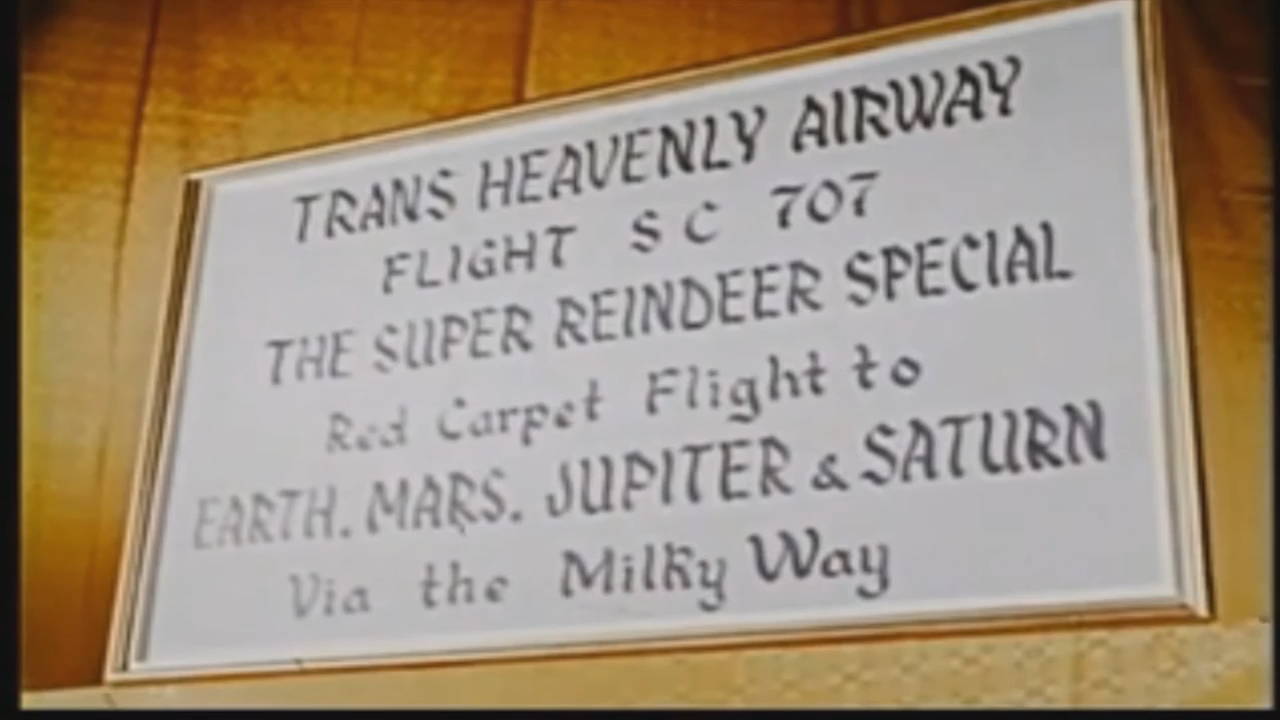 TRANS HEAVENLY AIRWAY
FLIGHT SC 707
THE SUPER REINDEER SPECIAL
Red Carpet Flight to
EARTH. MARS. JUPITER & SATURN
Via the Milky Way